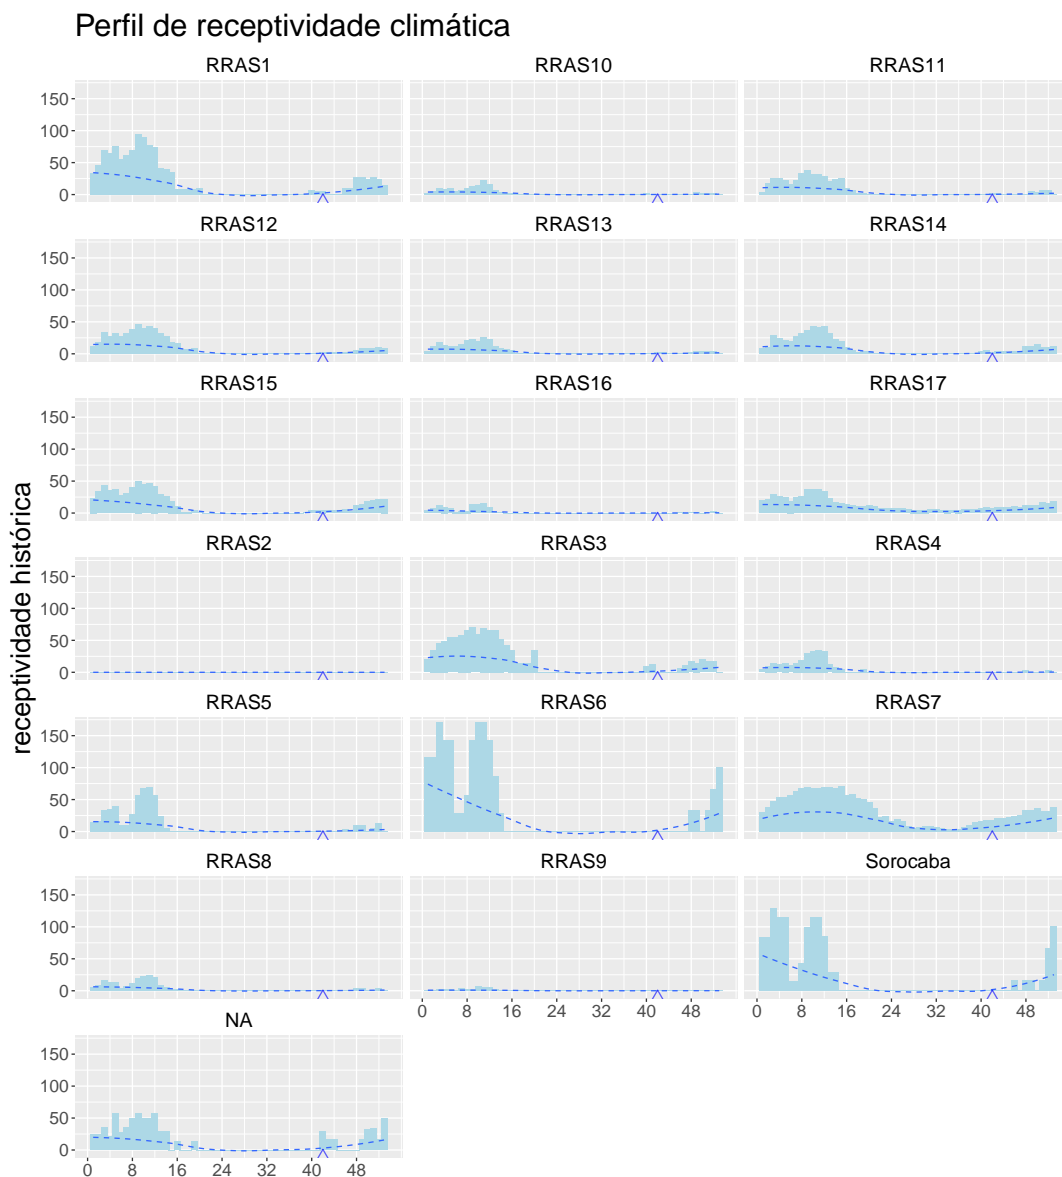 Perfil de receptividade climática
RRAS1 RRAS10 RRAS11
150
100
50
0
RRAS12 RRAS13 RRAS14
150
100
50
0
RRAS15 RRAS16 RRAS17
150
100
50
0
receptividade histórica
RRAS2 RRAS3 RRAS4
150
100
50
0
RRAS5 RRAS6 RRAS7
150
100
50
0
RRAS8 RRAS9 Sorocaba
150
100
50
0
0 8 16 24 32 40 48 0 8 16 24 32 40 48
NA
150
100
50
0
0 8 16 24 32 40 48